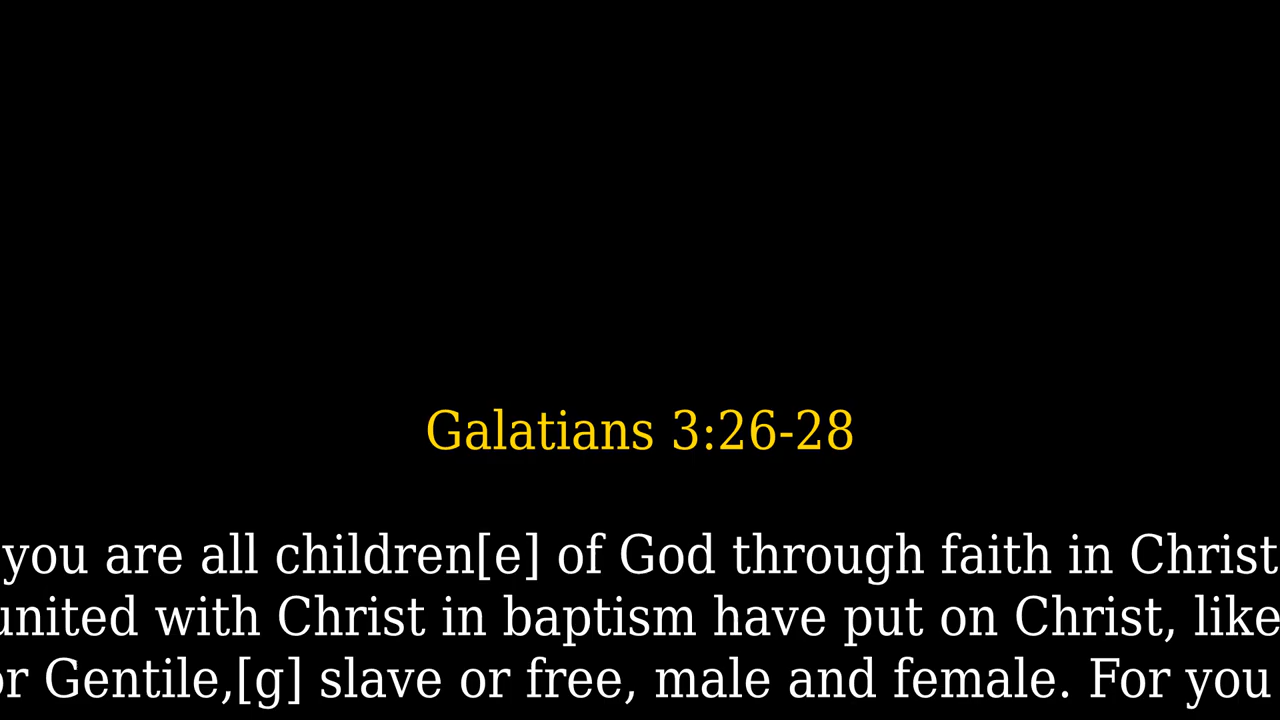 Galatians 3:26-28
you are all children[e] of God through faith in Christ
united with Christ in baptism have put on Christ, like
or Gentile,[g] slave or free, male and female. For you